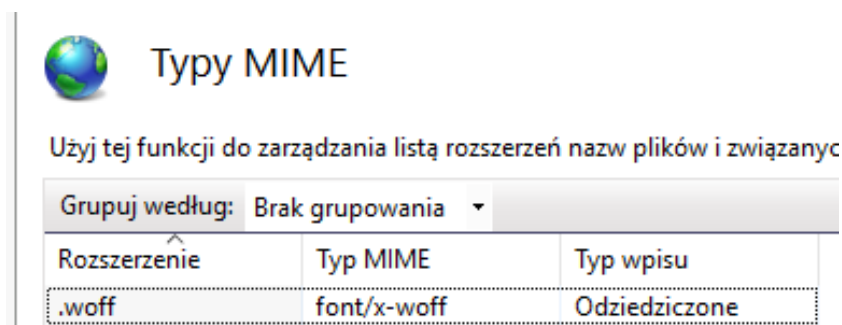 Typy MIME
Użyj tej funkcji do zarządzania listą rozszerzeń nazw plików i
Grupuj według: Brak grupowania
Rozszerzenie Typ MIME Typ wpisu
.woff font/x-woff Odziedziczone